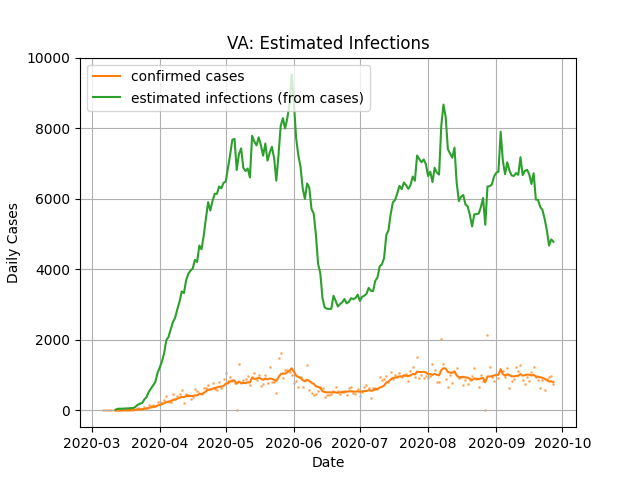 VA: Estimated Infections
confirmed cases
estimated infections (from cases)
Daily Cases
10000
8000
6000
4000
2000
0
2020-03 2020-04 2020-05 2020-06 2020-07 2020-08 2020-09 2020-10
Date